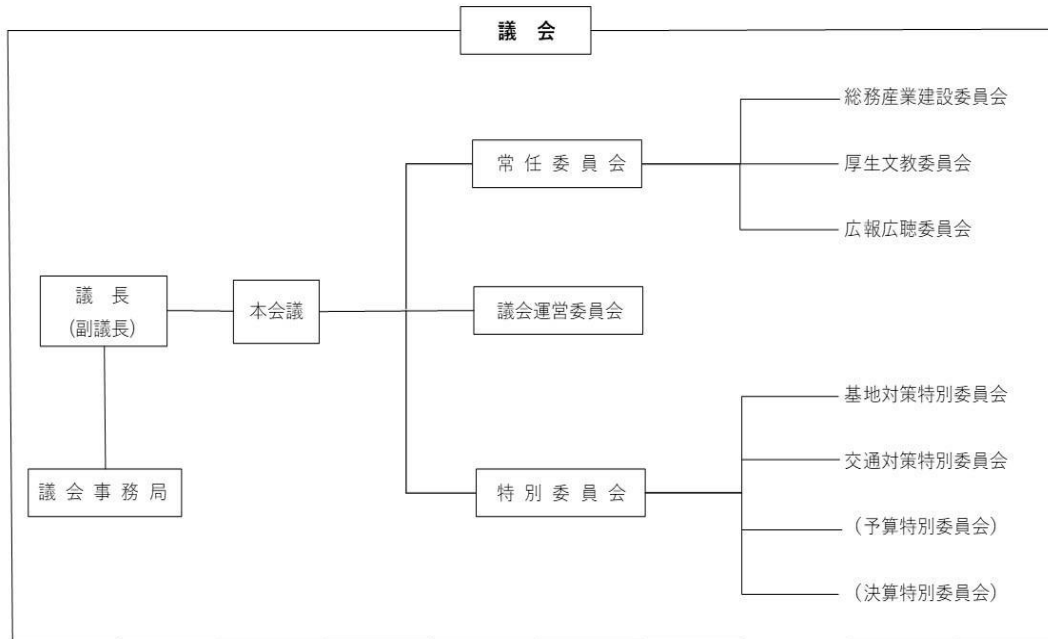 議 会
総務産業建設委員会
常 任 委 員 会
厚生文教委員会
広報広聴委員会
議 長
(副議長)
本会議
議会運営委員会
基地対策特別委員会
交通対策特別委員会
議 会 事 務 局
特 別 委 員 会
(予算特別委員会)
(決算特別委員会)